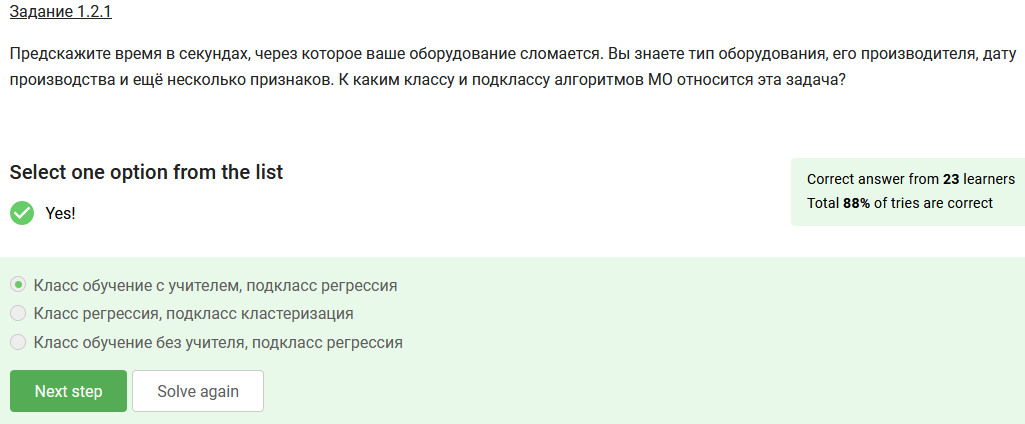 Задание 1.2.1
Предскажите время в секундах, через которое ваше оборудование сломается. Вы знаете тип оборудования, его производителя, дату
производства и ещё несколько признаков. К каким классу и подклассу алгоритмов МО относится эта задача?
Select one option from the list
Correct answer from 23 learners
Total 88% of tries are correct
Yes!
Класс обучение с учителем, подкласс регрессия
Класс регрессия, подкласс кластеризация
Класс обучение без учителя, подкласс регрессия
Next step
Solve again